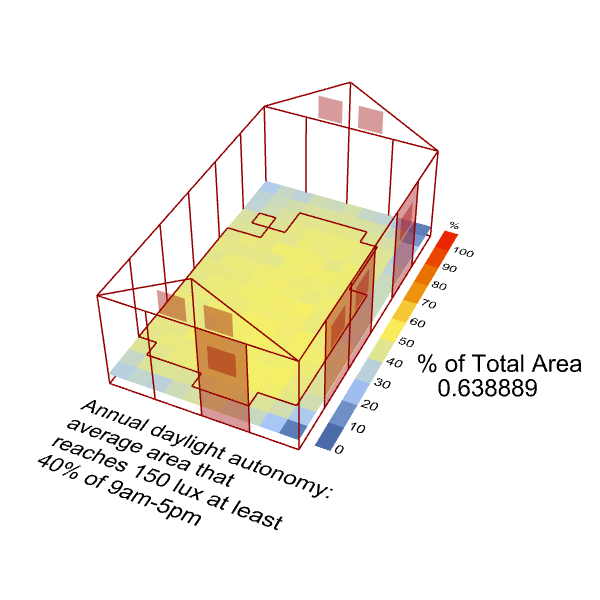 %
100
90
80
70
60
50
40
30
20
10
0
% of Total Area
0.638889
Annual daylight autonomy:
average area that
reaches 150 lux at least
40% of 9am-5pm